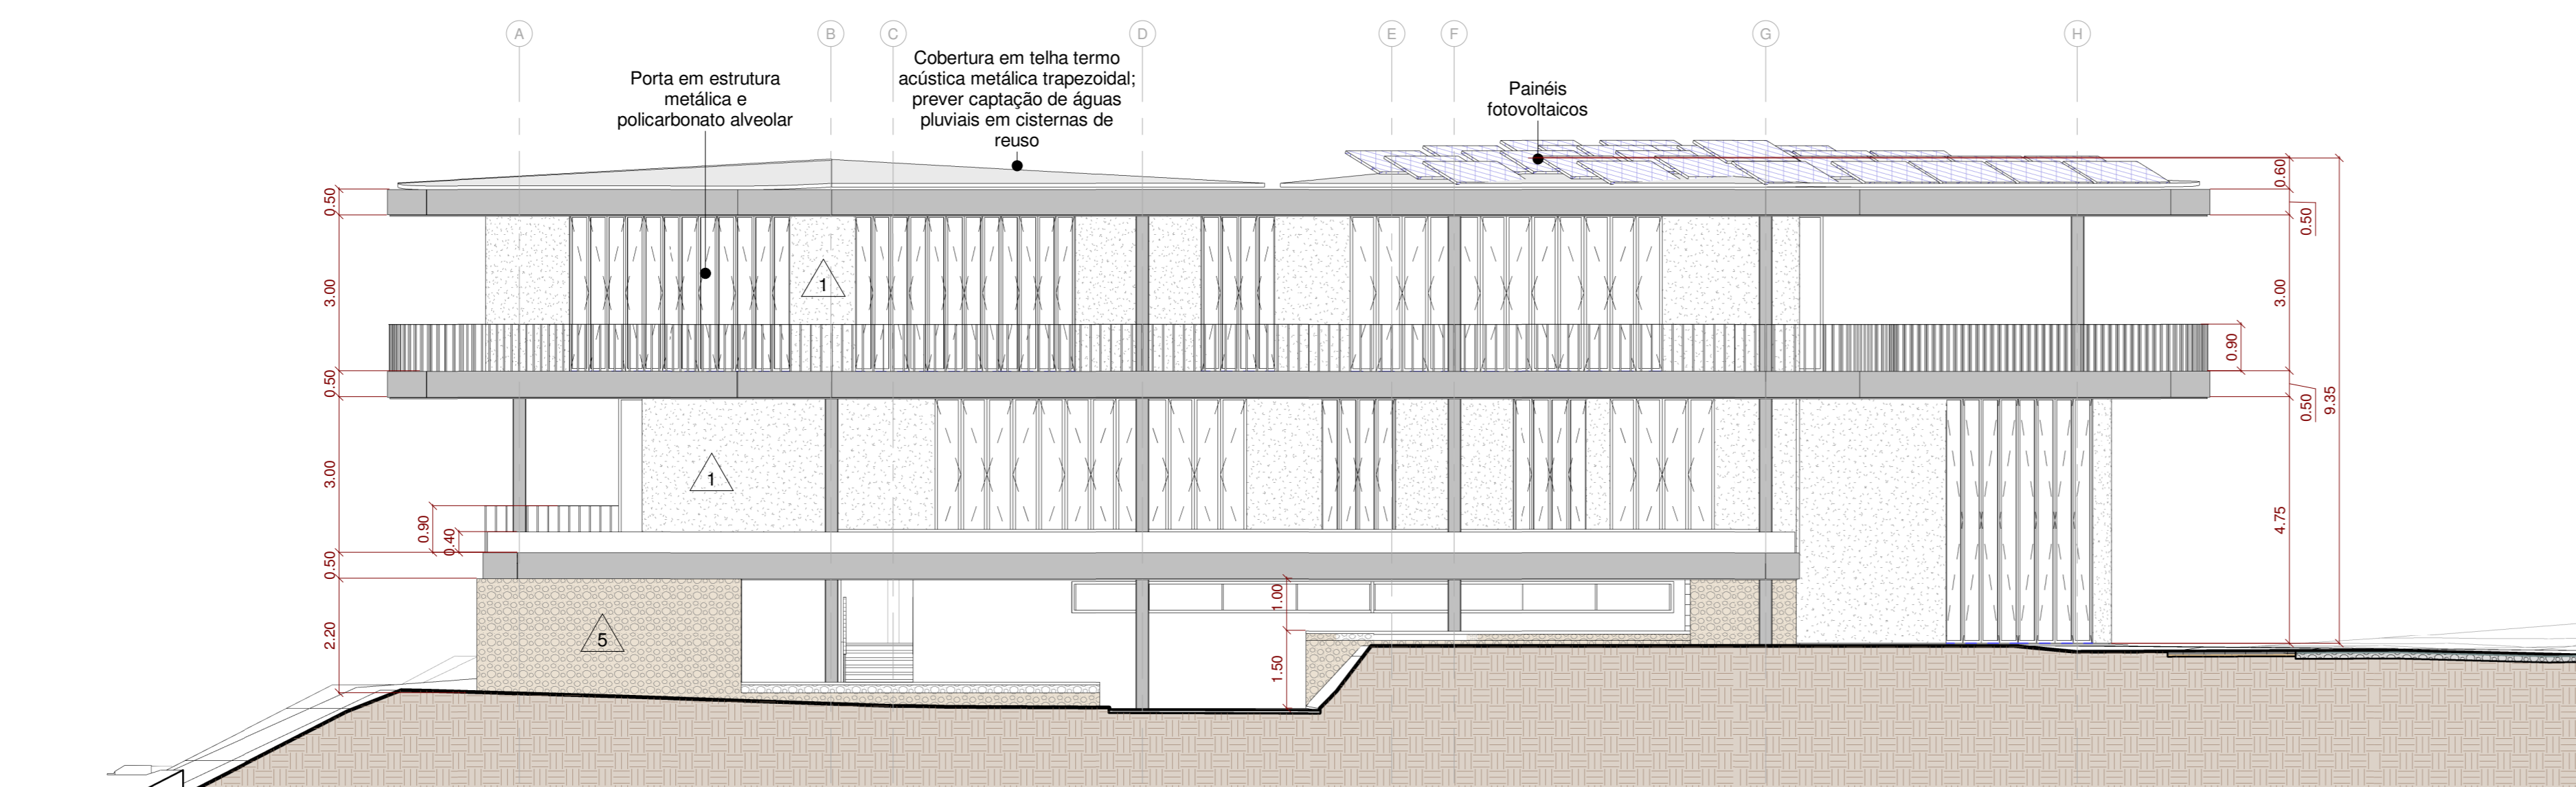 A
B
C
D
E
F
G
H
Porta em estrutura
metálica e
policarbonato alveolar
Cobertura em telha termo
acústica metálica trapezoidal;
prever captação de águas
pluviais em cisternas de
reuso
Painéis
fotovoltaicos
0.50
3.00
0.50
3.00
0.50
2.20
0.90
0.40
1
1
5
1.00
1.50
0.60
0.50
3.00
0.90
0.50
9.35
4.75